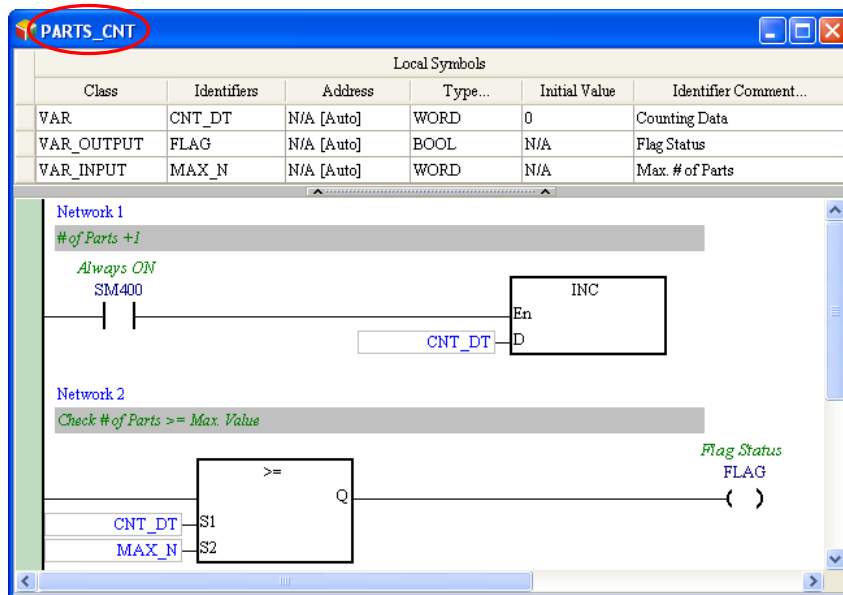 PARTS_CNT
Local Symbols
Class Identifiers Address Type... Initial Value Identifier Comment...
VAR CNT_DT N/A [Auto] WORD 0 Counting Data
VAR_OUTPUT FLAG N/A [Auto] BOOL N/A Flag Status
VAR_INPUT MAX_N N/A [Auto] WORD N/A Max. # of Parts
Network 1
# of Parts +1
Always ON
SM400
INC
En
CNT_DT D
Network 2
Check # of Parts >= Max. Value
Flag Status
FLAG
>=
Q
CNT_DT S1
MAX_N S2